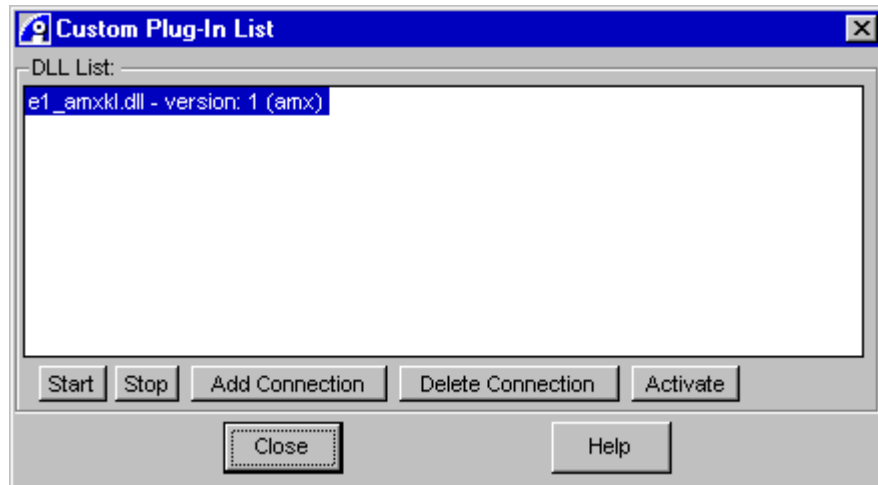 Custom Plug-In List
DLL List:
e1_amxkl.dll - version: 1 (amx)
Start Stop Add Connection Delete Connection Activate
Close Help